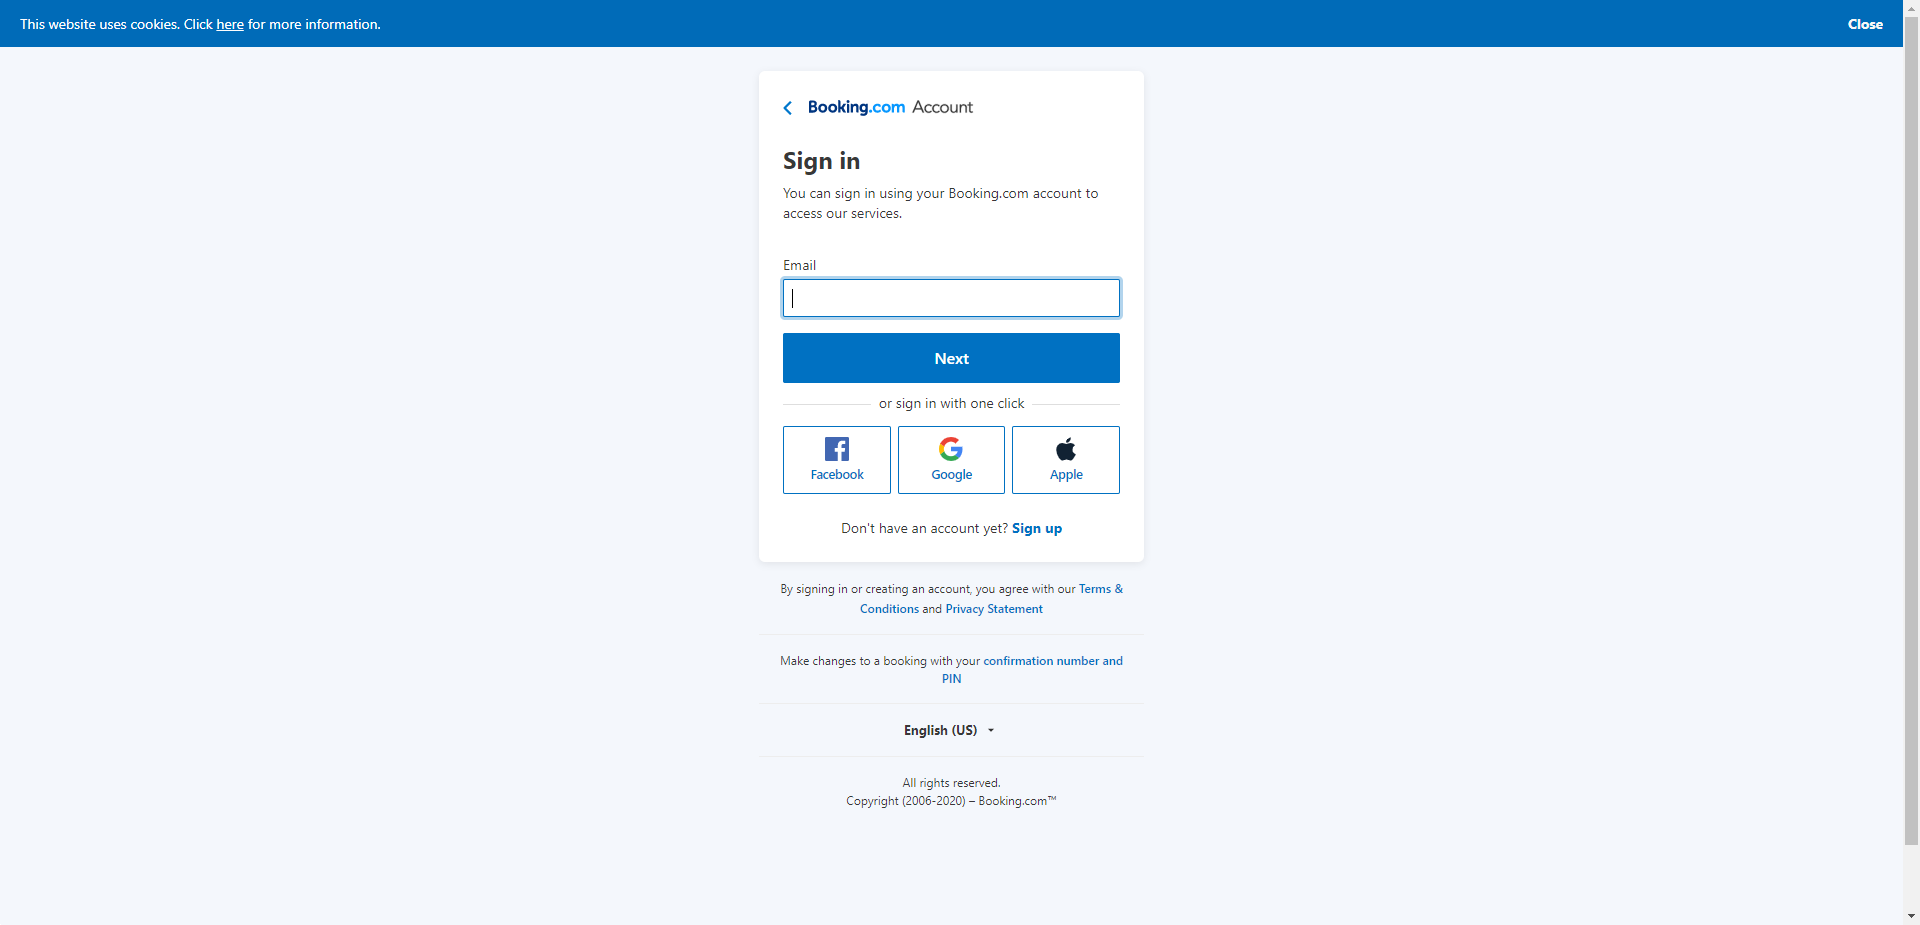 This website uses cookies. Click here for more information.
Close
Booking.com Account
Sign in
You can sign in using your Booking.com account to
access our services.
Email
Next
or sign in with one click
Facebook
Google
Apple
Don't have an account yet? Sign up
By signing in or creating an account, you agree with our Terms &
Conditions and Privacy Statement
Make changes to a booking with your confirmation number and
PIN
English (US)
All rights reserved.
Copyright (2006-2020) – Booking.com™